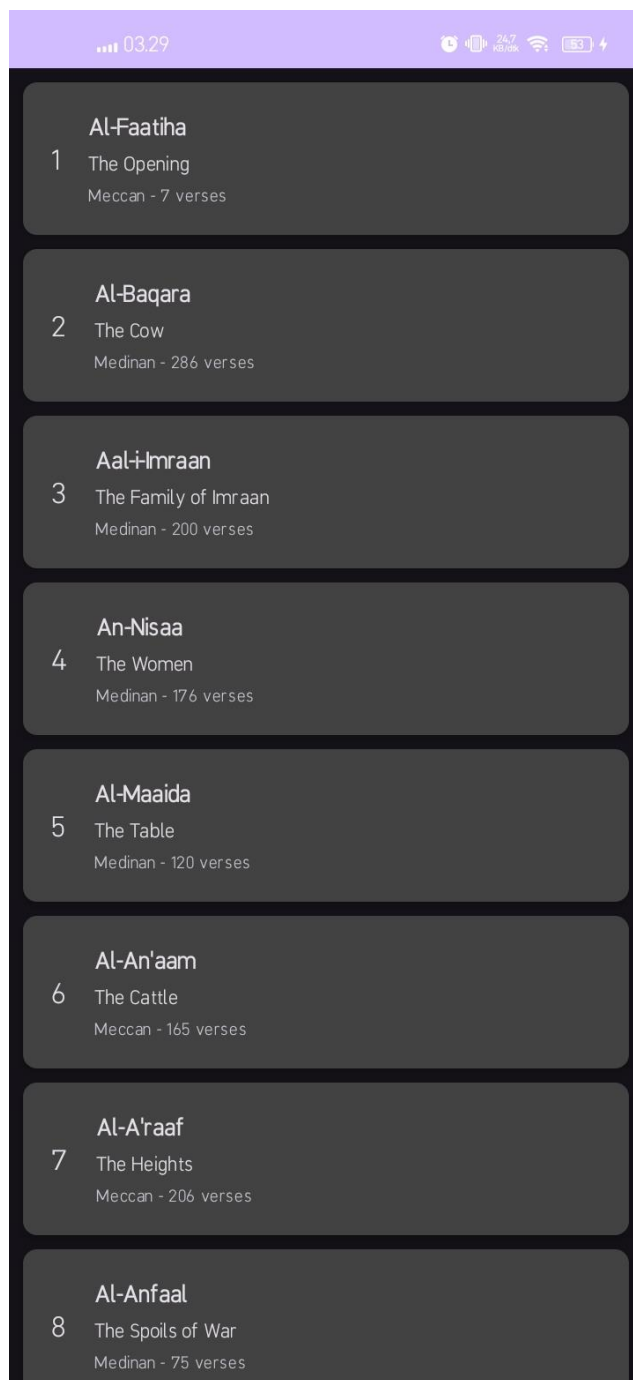 03.29
24,7
KB/dtk
53
Al-Faatiha
1
The Opening
Meccan - 7 verses
Al-Baqara
2
The Cow
Medinan - 286 verses
Aal-i-Imraan
3
The Family of Imraan
Medinan - 200 verses
An-Nisaa
4
The Women
Medinan - 176 verses
Al-Maaida
5
The Table
Medinan - 120 verses
Al-An'aam
6
The Cattle
Meccan - 165 verses
Al-A'raaf
7
The Heights
Meccan - 206 verses
Al-Anfaal
8
The Spoils of War
Medinan - 75 verses